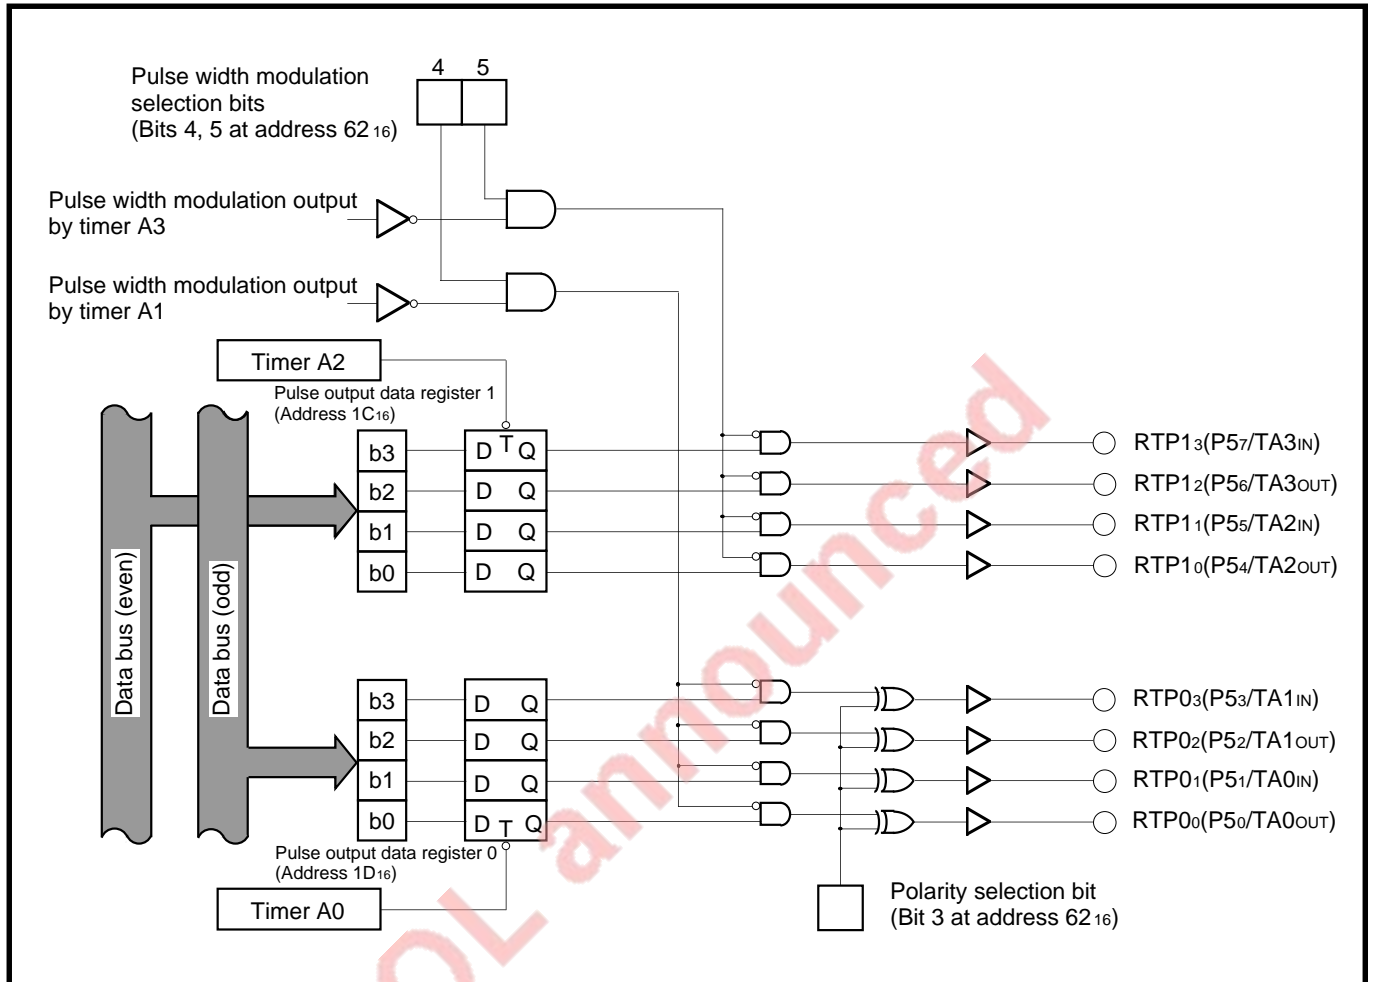 4 5
Pulse width modulation
selection bits
(Bits 4, 5 at address 62 16)
Pulse width modulation output
by timer A3
Pulse width modulation output
by timer A1
Timer A2
Pulse output data register 1
(Address 1C16)
b3 D T Q RTP13(P57/TA3IN)
b2 D Q RTP12(P56/TA3OUT)
b1 D Q RTP11(P55/TA2IN)
b0 D Q RTP10(P54/TA2OUT)
Data bus (even)
Data bus (odd)
b3 D Q RTP03(P53/TA1IN)
b2 D Q RTP02(P52/TA1OUT)
b1 D Q RTP01(P51/TA0IN)
b0 D T Q RTP00(P50/TA0OUT)
Pulse output data register 0
(Address 1D16)
Timer A0
Polarity selection bit
(Bit 3 at address 62 16)
announced